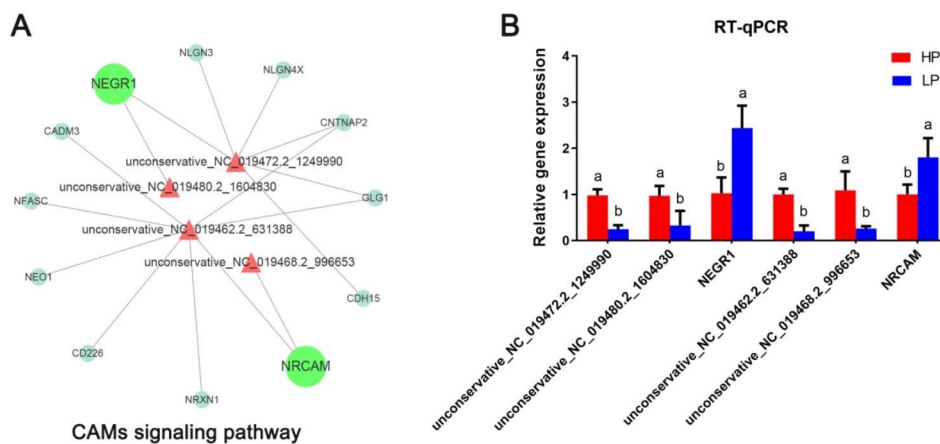 A
NLGN3
NEGR1
NLGN4X
CADM3
CNTNAP2
unconservative_NC_019472.2_1249990
unconservative_NC_019480.2_1604830
NFASC
GLG1
unconservative_NC_019462.2_631388
unconservative_NC_019468.2_996653
NEO1
CDH15
CD226
NRCAM
NRXN1
CAMs signaling pathway
B
RT-qPCR
HP
LP
Relative gene expression
4
3
2
1
0
a
b
a
b
b
a
a
b
a
b
b
a
unconservative_NC_019472.2_1249990
unconservative_NC_019480.2_1604830
NEGR1
unconservative_NC_019462.2_631388
unconservative_NC_019468.2_996653
NRCAM